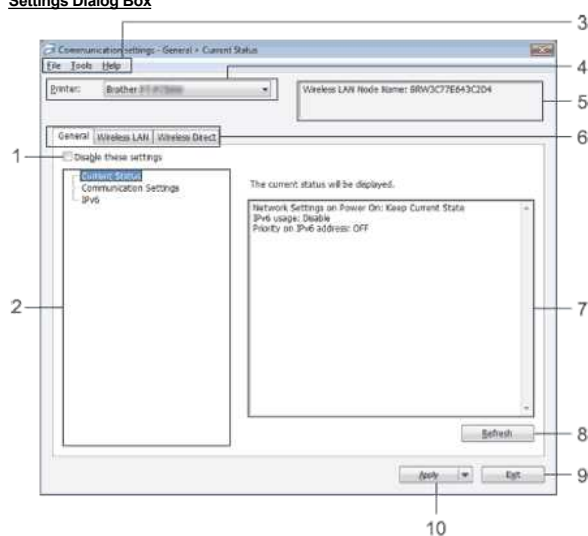 Settings Dialog Box
3
Communication settings - General > Current Status
File Tools Help
4
Printer: Brother
Wireless LAN Node Name: BRW3C77E643C2D4
5
General Wireless LAN Wireless Direct
6
1
Disable these settings
Current Status
Communication Settings
IPv6
The current status will be displayed.
Network Settings on Power On: Keep Current State
IPv6 usage: Disable
Priority on IPv6 address: OFF
2
7
Refresh
8
Apply
Exit
9
10